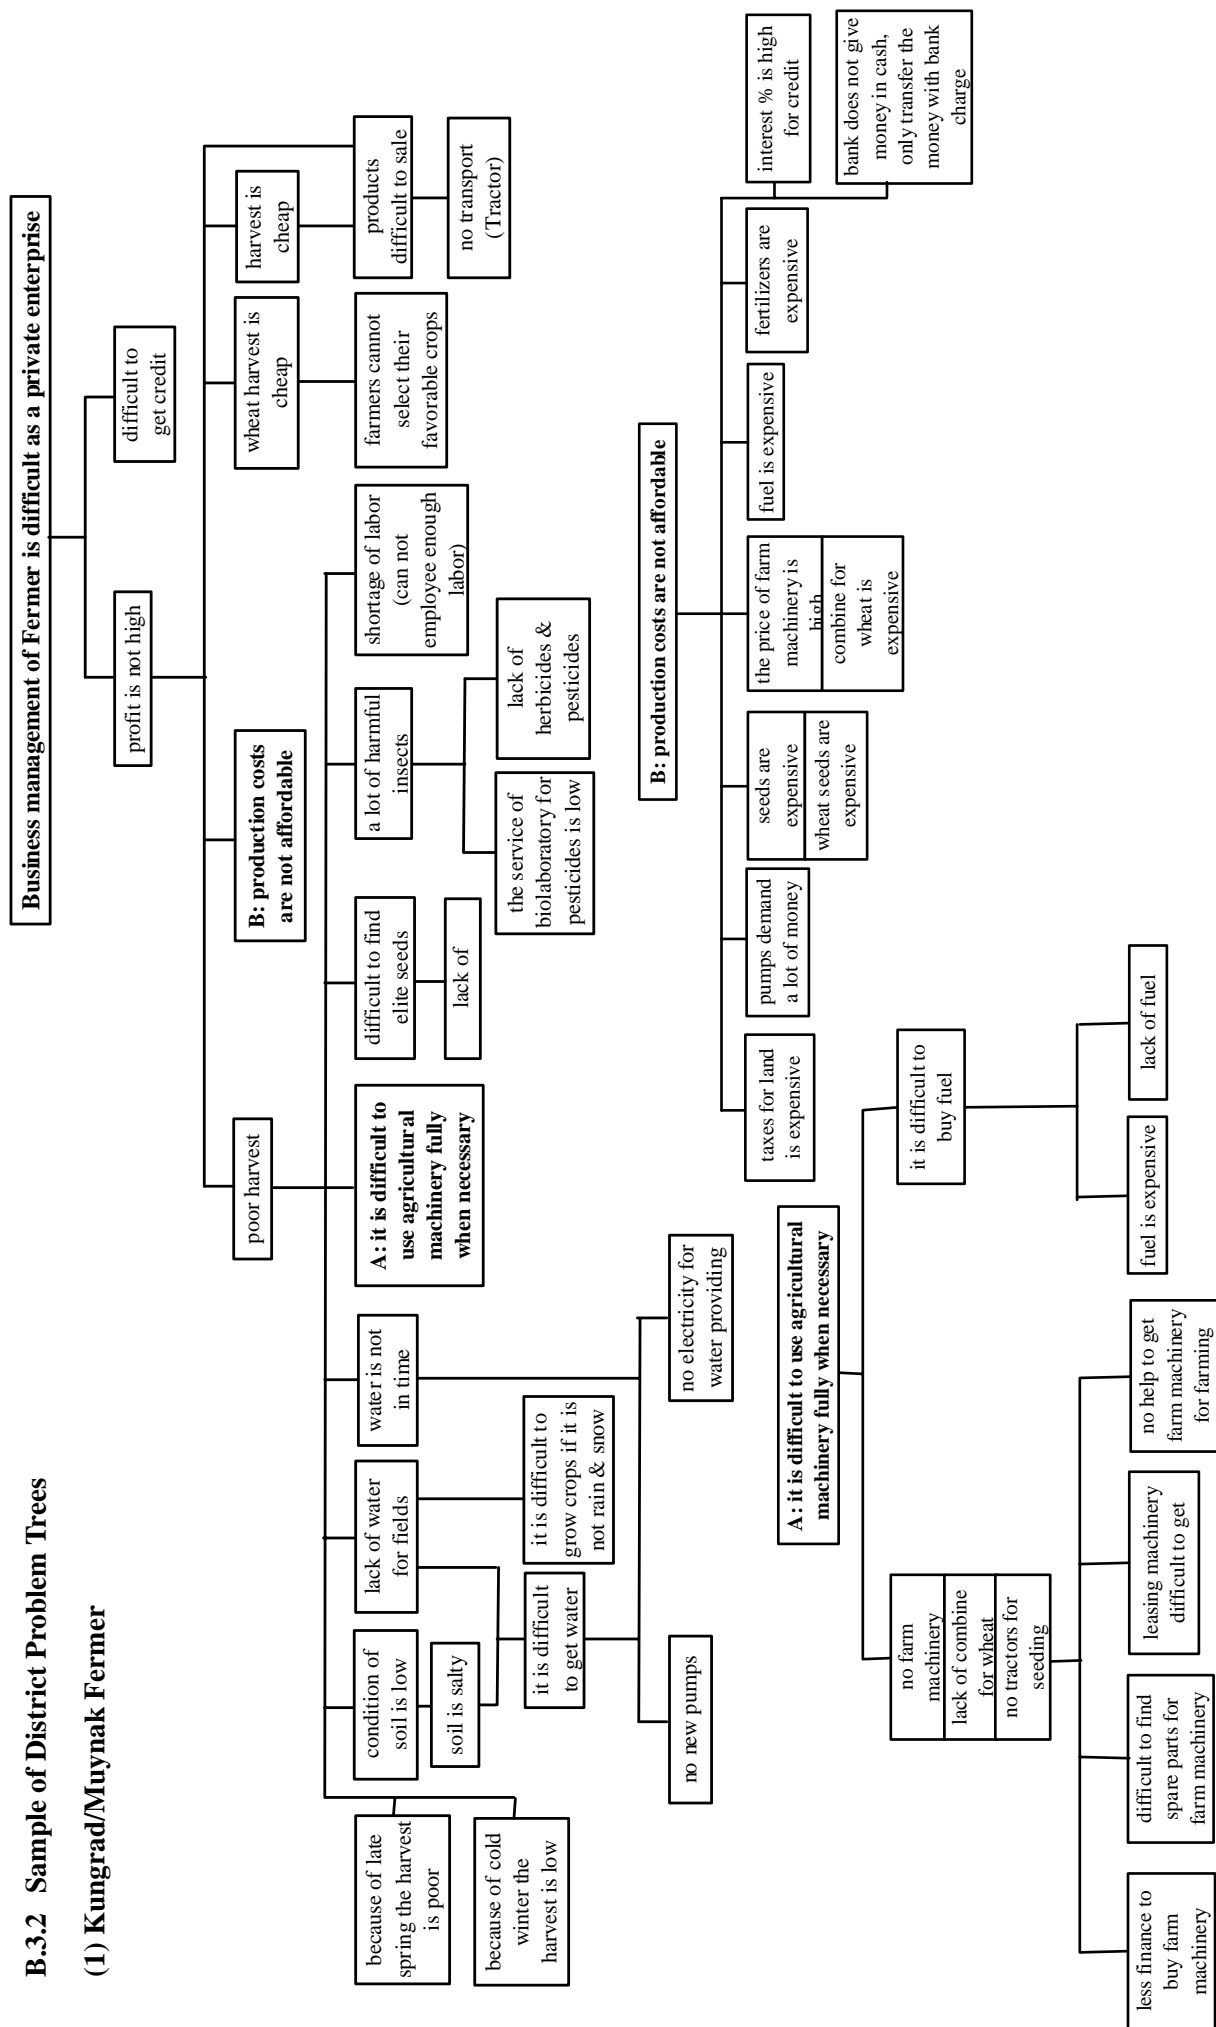 B.3.2 Sample of District Problem Trees
(1) Kungrad/Muynak Fermer
Business management of Fermer is difficult as a private enterprise
profit is not high
difficult to
get credit
poor harvest
B: production costs
are not affordable
wheat harvest is
cheap
harvest is
cheap
because of late
spring the harvest
is poor
because of cold
winter the
harvest is low
condition of
soil is low
soil is salty
lack of water
for fields
water is not
in time
A: it is difficult to
use agricultural
machinery fully
when necessary
difficult to find
elite seeds
lack of
a lot of harmful
insects
shortage of labor
(can not
employee enough
labor)
farmers cannot
select their
favorable crops
products
difficult to sale
no transport
(Tractor)
the service of
biolaboratory for
pesticides is low
lack of
herbicides &
pesticides
it is difficult
to get water
it is difficult to
grow crops if it is
not rain & snow
no new pumps
no electricity for
water providing
B: production costs are not affordable
taxes for land
is expensive
pumps demand
a lot of money
seeds are
expensive
wheat seeds are
expensive
the price of farm
machinery is
high
combine for
wheat is
expensive
fuel is expensive
fertilizers are
expensive
interest % is high
for credit
bank does not give
money in cash,
only transfer the
money with bank
charge
A: it is difficult to use agricultural
machinery fully when necessary
no farm
machinery
lack of combine
for wheat
no tractors for
seeding
it is difficult to
buy fuel
less finance to
buy farm
machinery
difficult to find
spare parts for
farm machinery
leasing machinery
difficult to get
no help to get
farm machinery
for farming
fuel is expensive
lack of fuel